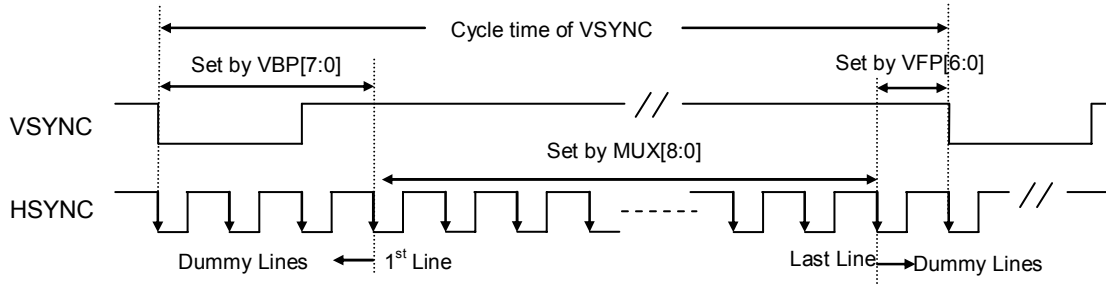 Cycle time of VSYNC
Set by VBP[7:0]
Set by VFP[6:0]
VSYNC
Set by MUX[8:0]
HSYNC
Dummy Lines
1st Line
Last Line
Dummy Lines